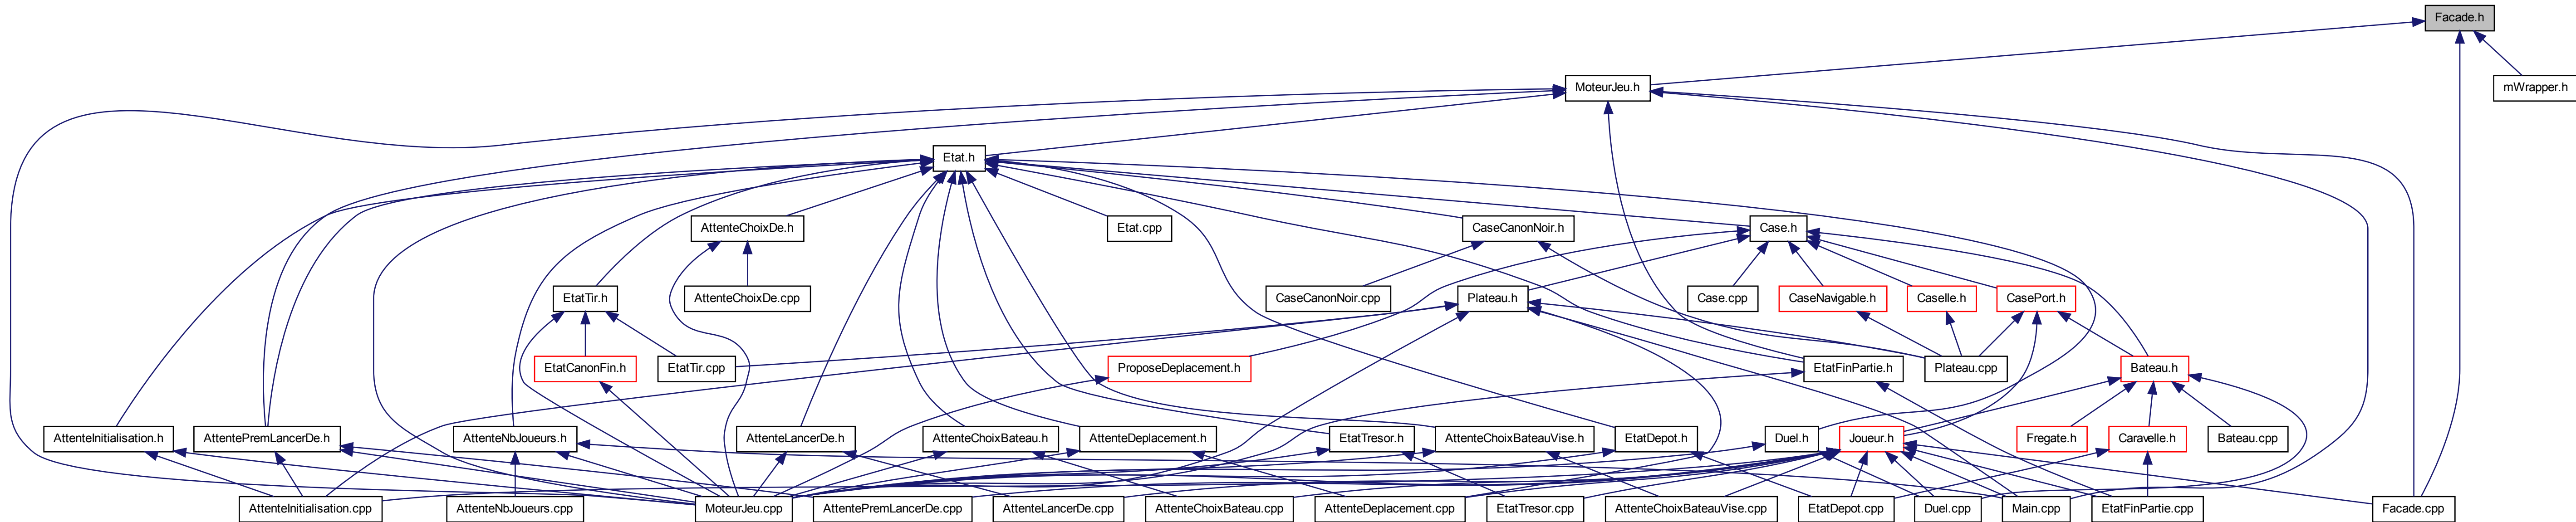 Facade.h
MoteurJeu.h
mWrapper.h
Etat.h
AttenteChoixDe.h
Etat.cpp
CaseCanonNoir.h
Case.h
EtatTir.h
AttenteChoixDe.cpp
CaseCanonNoir.cpp
Plateau.h
Case.cpp
CaseNavigable.h
CaseIle.h
CasePort.h
EtatCanonFin.h
EtatTir.cpp
ProposeDeplacement.h
EtatFinPartie.h
Plateau.cpp
Bateau.h
AttenteInitialisation.h
AttentePremLancerDe.h
AttenteNbJoueurs.h
AttenteLancerDe.h
AttenteChoixBateau.h
AttenteDeplacement.h
EtatTresor.h
AttenteChoixBateauVise.h
EtatDepot.h
Duel.h
Joueur.h
Fregate.h
Caravelle.h
Bateau.cpp
AttenteInitialisation.cpp
AttenteNbJoueurs.cpp
MoteurJeu.cpp
AttentePremLancerDe.cpp
AttenteLancerDe.cpp
AttenteChoixBateau.cpp
AttenteDeplacement.cpp
EtatTresor.cpp
AttenteChoixBateauVise.cpp
EtatDepot.cpp
Duel.cpp
Main.cpp
EtatFinPartie.cpp
Facade.cpp